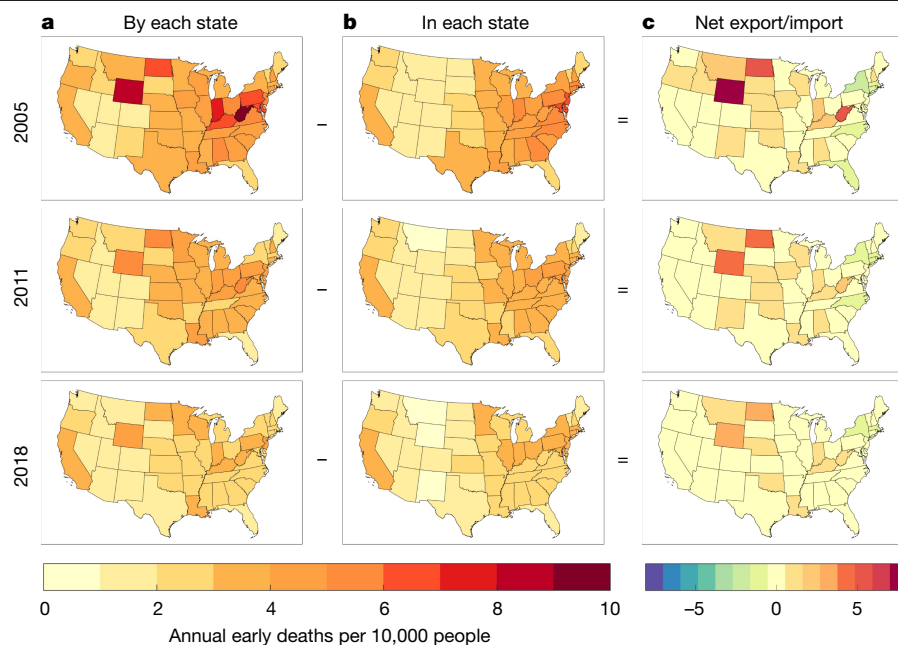 a By each state b In each state c Net export/import
2005 – =
2011 – =
2018 – =
0 2 4 6 8 10 –5 0 5
Annual early deaths per 10,000 people